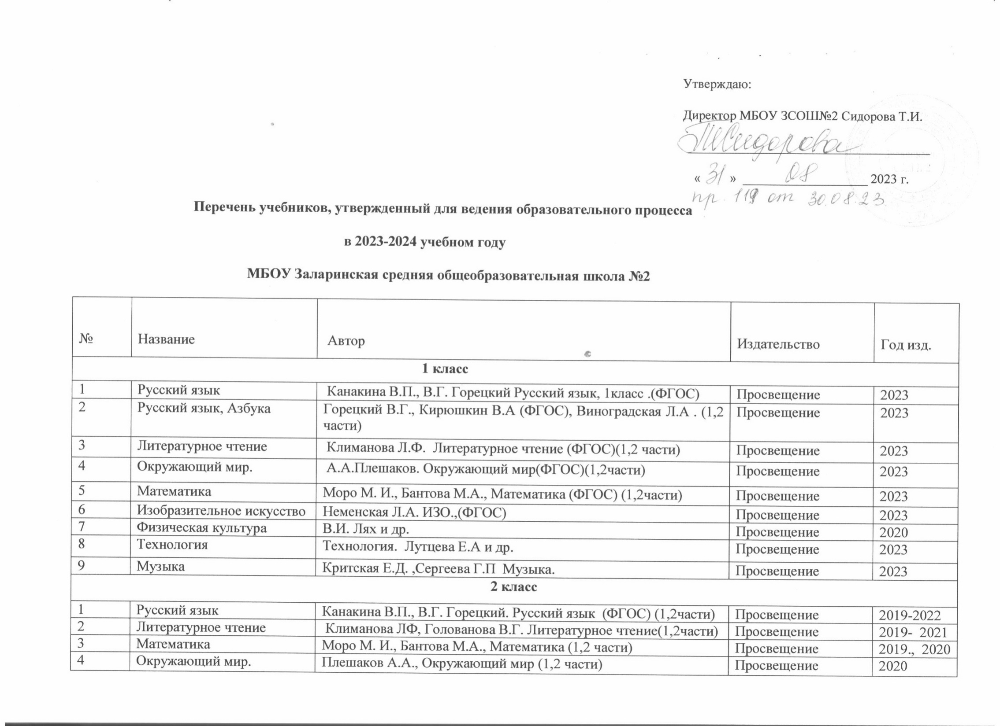 Утверждаю:
Директор МБОУ ЗСОШ№2 Сидорова Т.И.
ТИСидорова
« 31 » 08 2023 г.
пр. 119 от 30.08.23.
Перечень учебников, утвержденный для ведения образовательного процесса
в 2023-2024 учебном году
МБОУ Заларинская средняя общеобразовательная школа №2
№ Название Автор Издательство Год изд.
1 класс
1 Русский язык Канакина В.П., В.Г. Горецкий Русский язык, 1класс .(ФГОС) Просвещение 2023
2 Русский язык, Азбука Горецкий В.Г., Кирюшкин В.А (ФГОС), Виноградская Л.А . (1,2 Просвещение 2023
части)
3 Литературное чтение Климанова Л.Ф. Литературное чтение (ФГОС)(1,2 части) Просвещение 2023
4 Окружающий мир. А.А.Плешаков. Окружающий мир(ФГОС)(1,2части) Просвещение 2023
5 Математика Моро М. И., Бантова М.А., Математика (ФГОС) (1,2части) Просвещение 2023
6 Изобразительное искусство Неменская Л.А. ИЗО.,(ФГОС) Просвещение 2023
7 Физическая культура В.И. Лях и др. Просвещение 2020
8 Технология Технология. Лутцева Е.А и др. Просвещение 2023
9 Музыка Критская Е.Д. ,Сергеева Г.П Музыка. Просвещение 2023
2 класс
1 Русский язык Канакина В.П., В.Г. Горецкий. Русский язык (ФГОС) (1,2части) Просвещение 2019-2022
2 Литературное чтение Климанова ЛФ, Голованова В.Г. Литературное чтение(1,2части) Просвещение 2019- 2021
3 Математика Моро М. И., Бантова М.А., Математика (1,2 части) Просвещение 2019., 2020
4 Окружающий мир. Плешаков А.А., Окружающий мир (1,2 части) Просвещение 2020